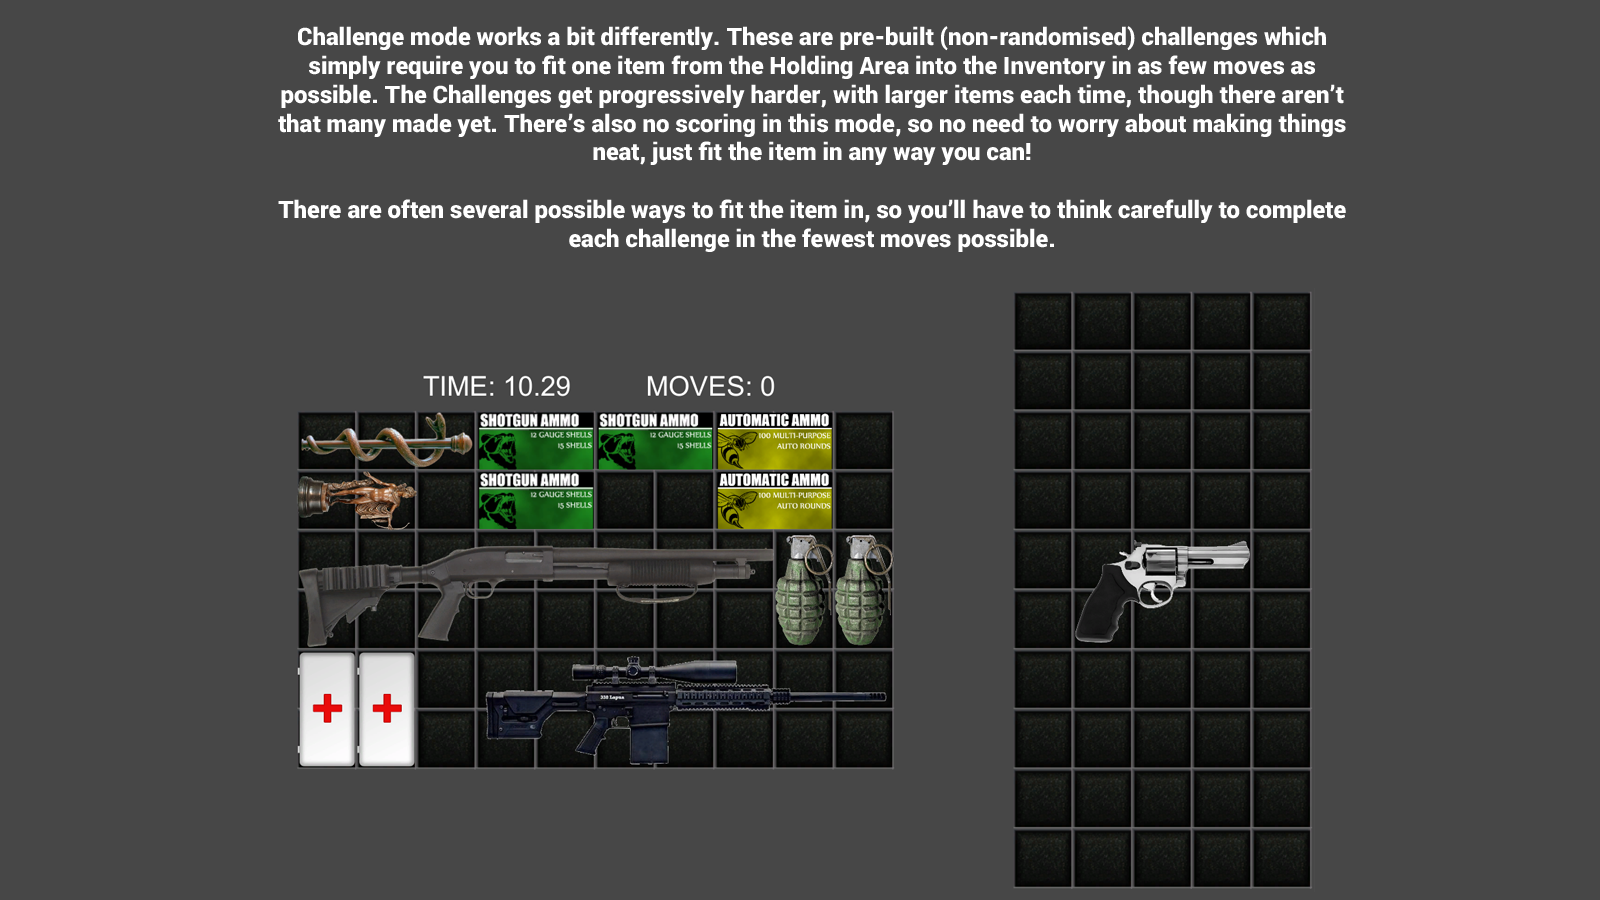 Challenge mode works a bit differently. These are pre-built (non-randomised) challenges which
simply require you to fit one item from the Holding Area into the Inventory in as few moves as
possible. The Challenges get progressively harder, with larger items each time, though there aren't
that many made yet. There's also no scoring in this mode, so no need to worry about making things
neat, just fit the item in any way you can!
There are often several possible ways to fit the item in, so you'll have to think carefully to complete
each challenge in the fewest moves possible.
TIME: 10.29 MOVES: 0
SHOTGUN AMMO
12 GAUGE SHELLS
15 SHELLS
SHOTGUN AMMO
12 GAUGE SHELLS
15 SHELLS
AUTOMATIC AMMO
100 MULTI-PURPOSE
AUTO ROUNDS
SHOTGUN AMMO
12 GAUGE SHELLS
15 SHELLS
AUTOMATIC AMMO
100 MULTI-PURPOSE
AUTO ROUNDS
338 Lapua